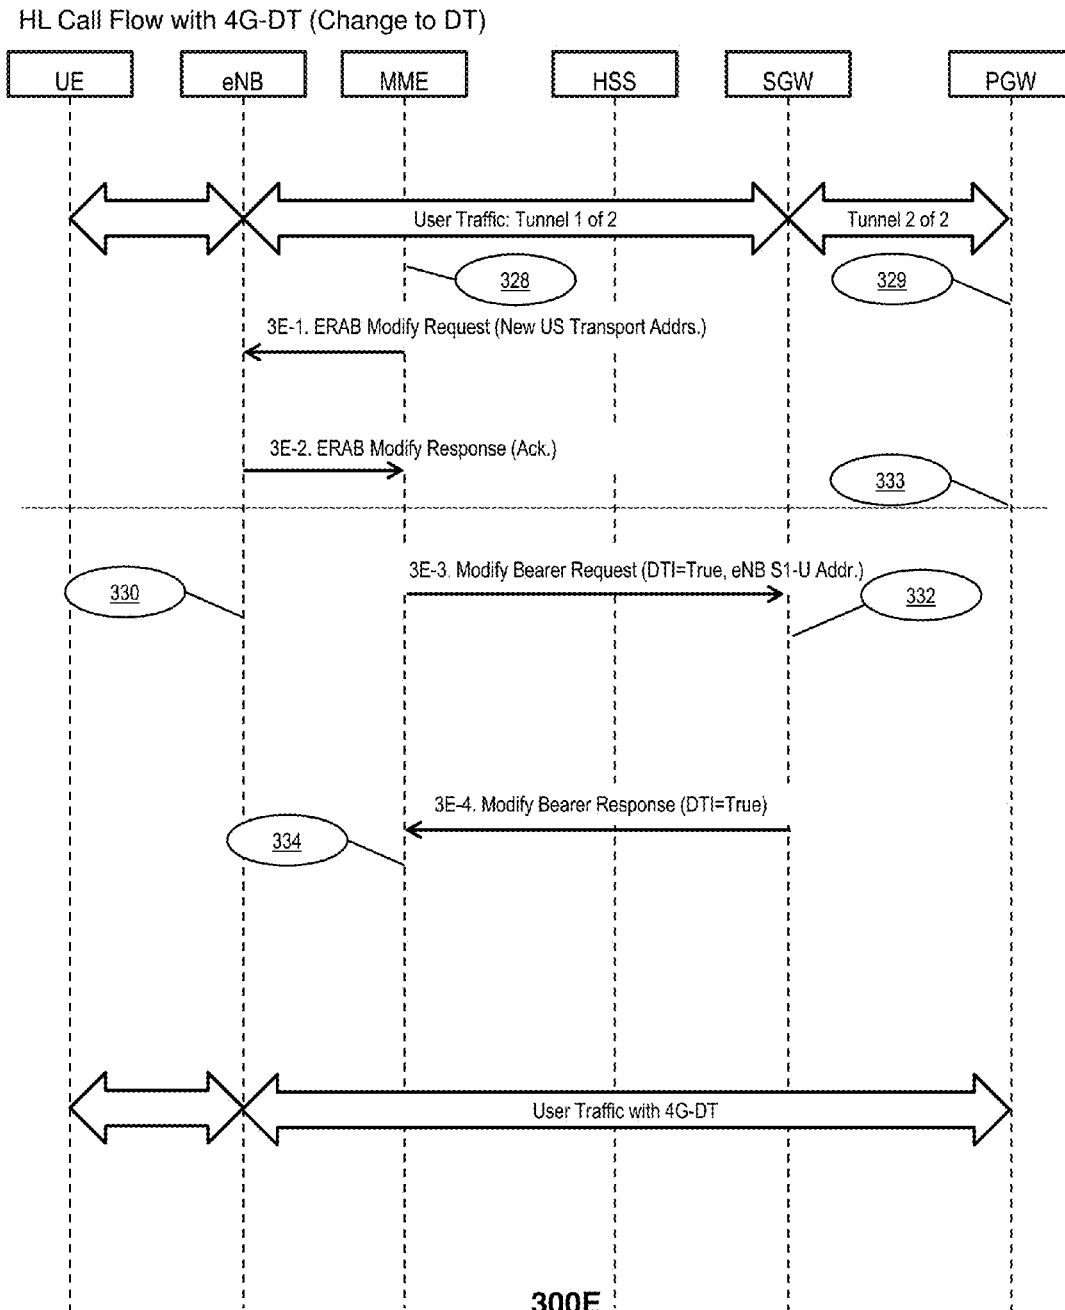 HL Call Flow with 4G-DT (Change to DT)
UE eNB MME HSS SGW PGW
User Traffic: Tunnel 1 of 2 Tunnel 2 of 2
328 329
3E-1. ERAB Modify Request (New US Transport Addrs.)
3E-2. ERAB Modify Response (Ack.)
333
3E-3. Modify Bearer Request (DTI=True, eNB S1-U Addr.)
330 332
3E-4. Modify Bearer Response (DTI=True)
334
User Traffic with 4G-DT
300E